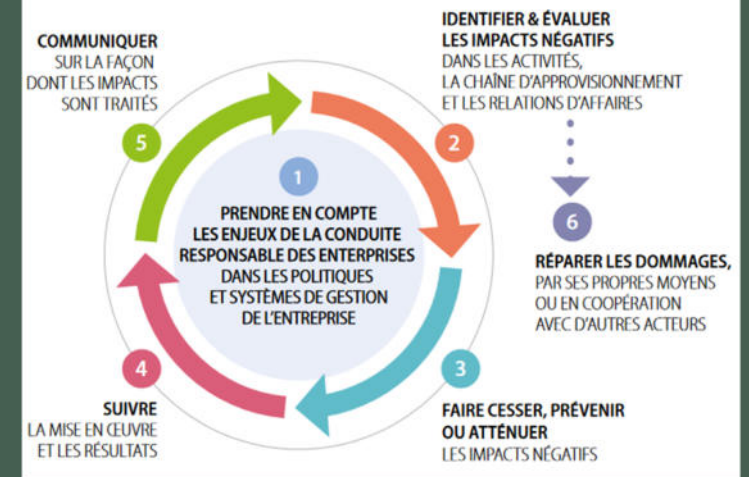 1
PRENDRE EN COMPTE
LES ENJEUX DE LA CONDUITE
RESPONSABLE DES ENTERPRISES
DANS LES POLITIQUES
ET SYSTÈMES DE GESTION
DE L'ENTREPRISE
2
IDENTIFIER & ÉVALUER
LES IMPACTS NÉGATIFS
DANS LES ACTIVITÉS,
LA CHAÎNE D'APPROVISIONNEMENT
ET LES RELATIONS D'AFFAIRES
3
FAIRE CESSER, PRÉVENIR
OU ATTÉNUER
LES IMPACTS NÉGATIFS
4
SUIVRE
LA MISE EN ŒUVRE
ET LES RÉSULTATS
5
COMMUNIQUER
SUR LA FAÇON
DONT LES IMPACTS
SONT TRAITÉS
6
RÉPARER LES DOMMAGES,
PAR SES PROPRES MOYENS
OU EN COOPÉRATION
AVEC D'AUTRES ACTEURS